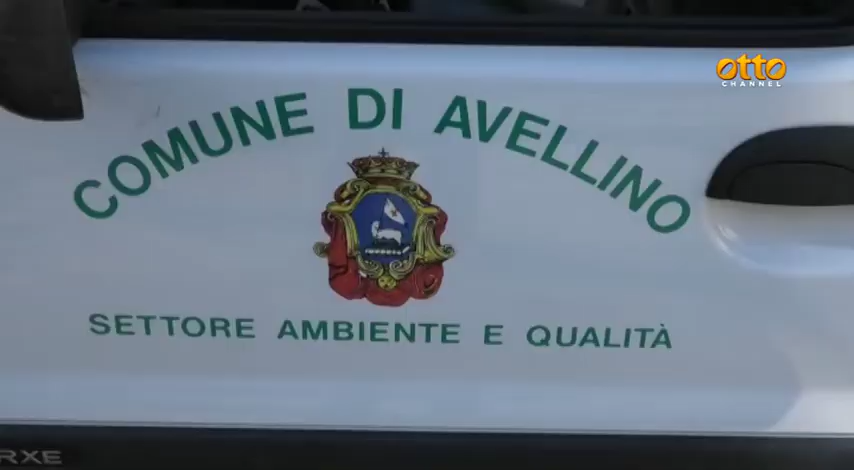 otto
CHANNEL
COMUNE DI AVELLINO
SETTORE AMBIENTE E QUALITÀ
RXE